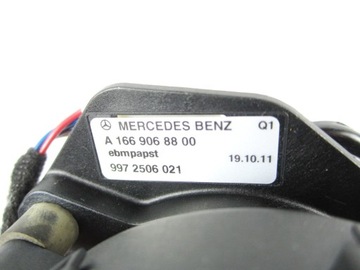 MERCEDES BENZ Q1
A 166 906 88 00
ebmpapst 19.10.11
997 2506 021